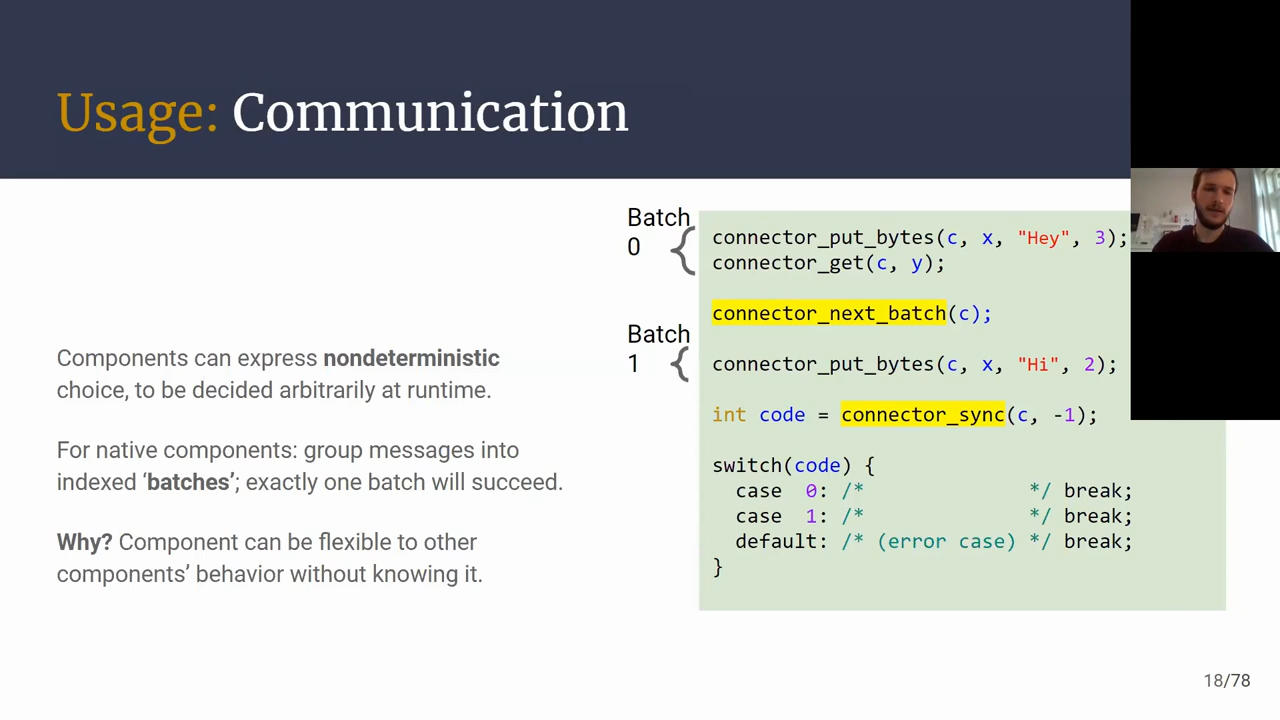 Usage: Communication
Components can express nondeterministic
choice, to be decided arbitrarily at runtime.
For native components: group messages into
indexed ‘batches’; exactly one batch will succeed.
Why? Component can be flexible to other
components’ behavior without knowing it.
Batch
0
Batch
1
connector_put_bytes(c, x, "Hey", 3);
connector_get(c, y);
connector_next_batch(c);
connector_put_bytes(c, x, "Hi", 2);
int code = connector_sync(c, -1);
switch(code) {
case 0: /* */ break;
case 1: /* */ break;
default: /* (error case) */ break;
}
18/78